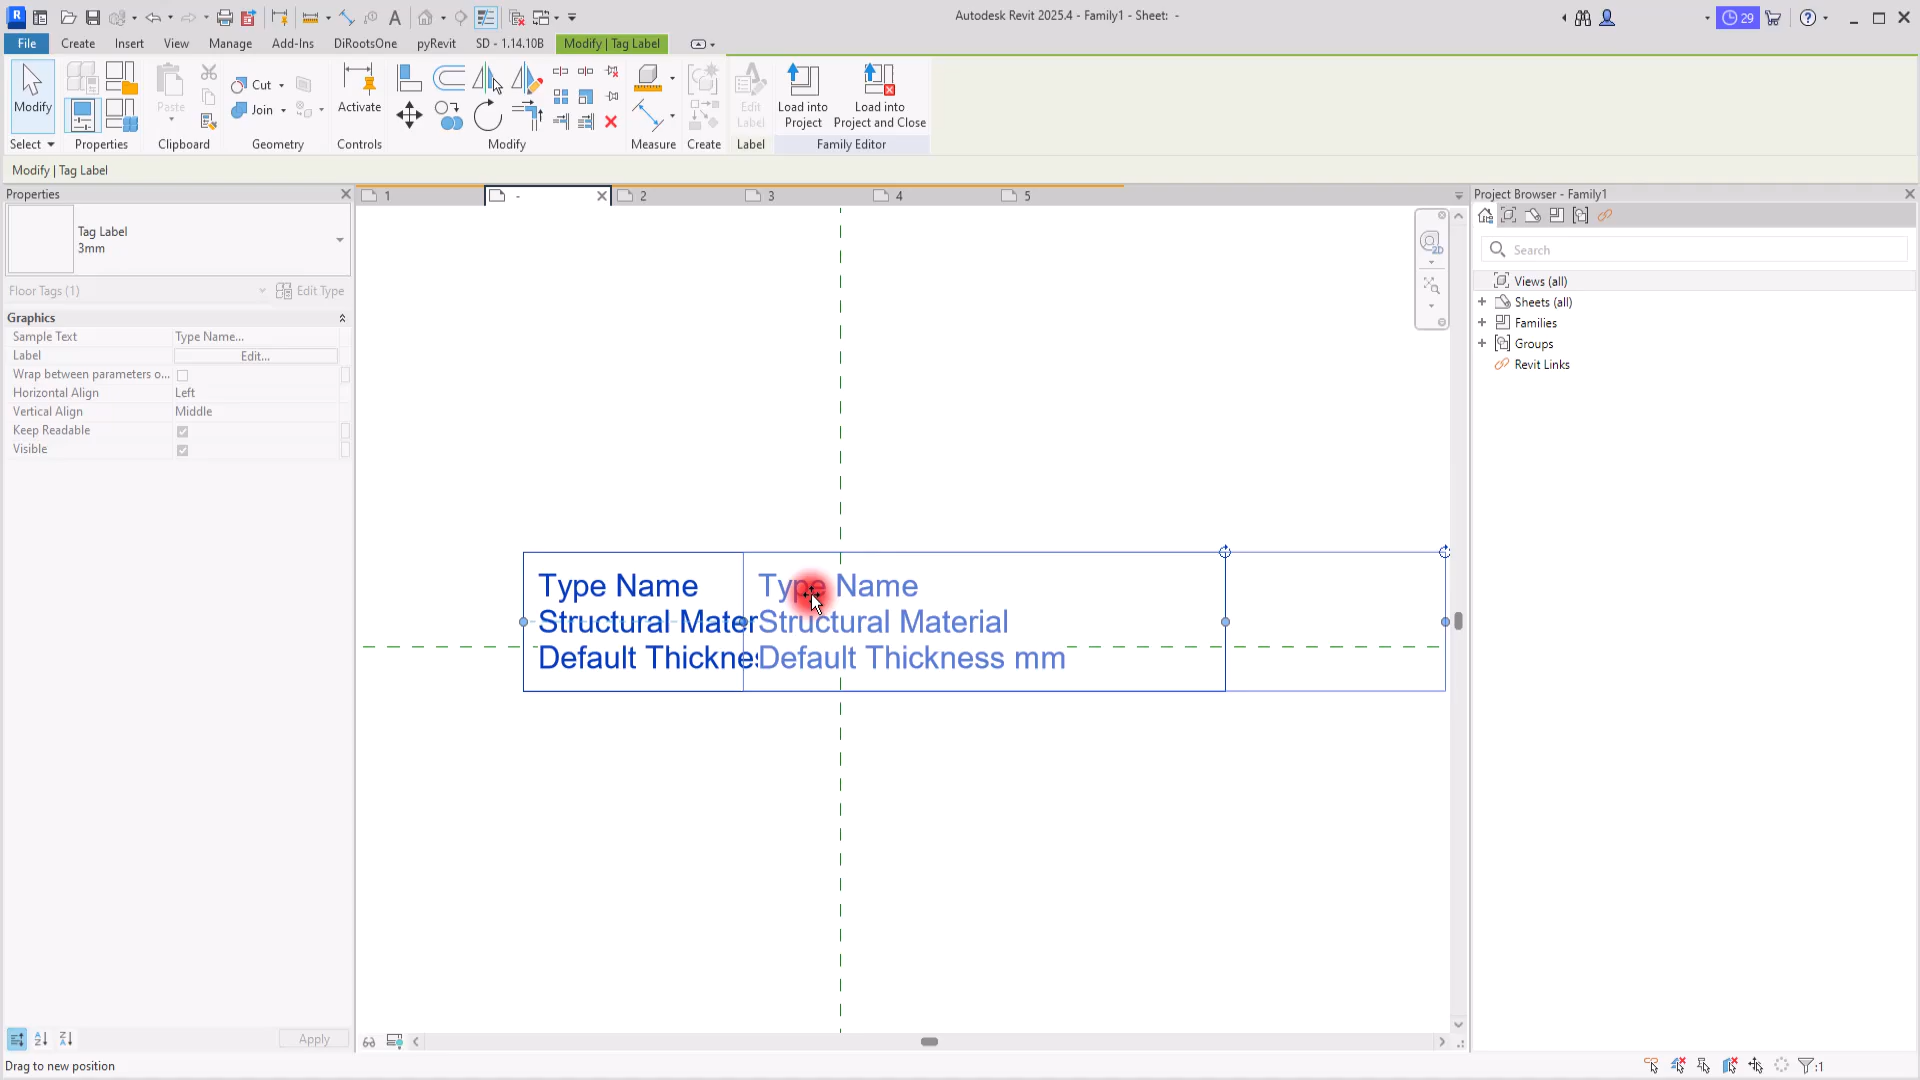 Autodesk Revit 2025.4 - Family1 - Sheet: -
29
File Create Insert View Manage Add-Ins DiRootsOne pyRevit SD - 1.14.10B Modify | Tag Label
Modify Paste Cut Join Activate Edit Label Load into Project Load into Project and Close
Select Properties Clipboard Geometry Controls Modify Measure Create Label Family Editor
Modify | Tag Label
Properties
1 - 2 3 4 5
Project Browser - Family1
Tag Label
3mm
Search
Floor Tags (1) Edit Type
Views (all)
Sheets (all)
Families
Groups
Revit Links
Graphics
Sample Text Type Name...
Label Edit...
Wrap between parameters o...
Horizontal Align Left
Vertical Align Middle
Keep Readable
Visible
2D
Type Name Type Name
Structural Mater Structural Material
Default Thicknes Default Thickness mm
Apply
Drag to new position
:1